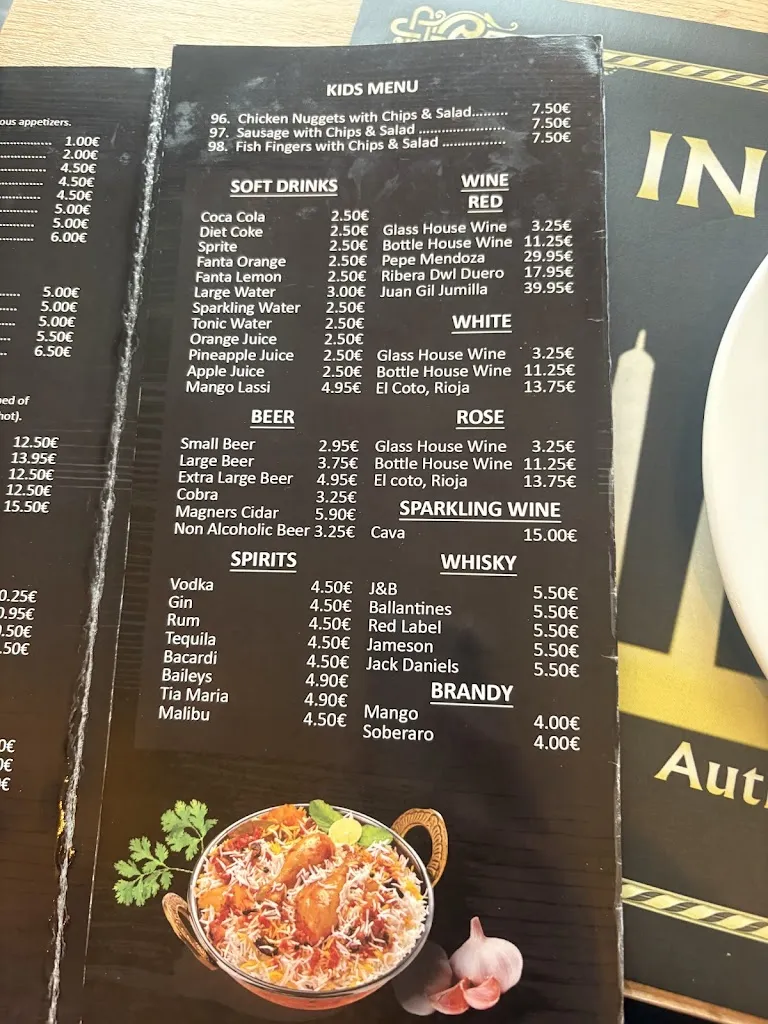 ous appetizers.
1.00€
2.00€
4.50€
4.50€
4.50€
5.00€
5.00€
6.00€
5.00€
5.00€
5.00€
5.50€
6.50€
hot).
12.50€
13.95€
12.50€
12.50€
15.50€
0.25€
.95€
.50€
.50€
KIDS MENU
96. Chicken Nuggets with Chips & Salad......... 7.50€
97. Sausage with Chips & Salad ..................... 7.50€
98. Fish Fingers with Chips & Salad ................ 7.50€
SOFT DRINKS
Coca Cola 2.50€
Diet Coke 2.50€
Sprite 2.50€
Fanta Orange 2.50€
Fanta Lemon 2.50€
Large Water 3.00€
Sparkling Water 2.50€
Tonic Water 2.50€
Orange Juice 2.50€
Pineapple Juice 2.50€
Apple Juice 2.50€
Mango Lassi 4.95€
BEER
Small Beer 2.95€
Large Beer 3.75€
Extra Large Beer 4.95€
Cobra 3.25€
Magners Cidar 5.90€
Non Alcoholic Beer 3.25€
SPIRITS
Vodka 4.50€
Gin 4.50€
Rum 4.50€
Tequila 4.50€
Bacardi 4.50€
Baileys 4.90€
Tia Maria 4.90€
Malibu 4.50€
WINE
RED
Glass House Wine 3.25€
Bottle House Wine 11.25€
Pepe Mendoza 29.95€
Ribera Dwl Duero 17.95€
Juan Gil Jumilla 39.95€
WHITE
Glass House Wine 3.25€
Bottle House Wine 11.25€
El Coto, Rioja 13.75€
ROSE
Glass House Wine 3.25€
Bottle House Wine 11.25€
El coto, Rioja 13.75€
SPARKLING WINE
Cava 15.00€
WHISKY
J&B 5.50€
Ballantines 5.50€
Red Label 5.50€
Jameson 5.50€
Jack Daniels 5.50€
BRANDY
Mango 4.00€
Soberaro 4.00€
IN
Aut